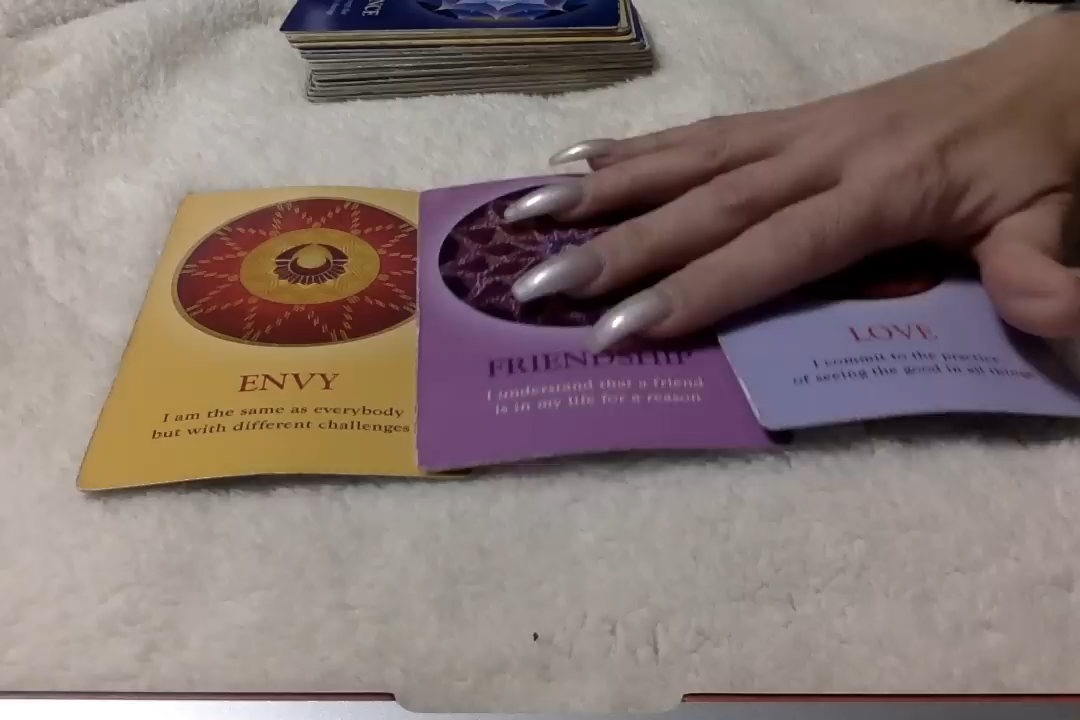 ENVY
I am the same as everybody
but with different challenges
FRIENDSHIP
I understand that a friend
is in my life for a reason
LOVE
I commit to the practice
of seeing the good in all things